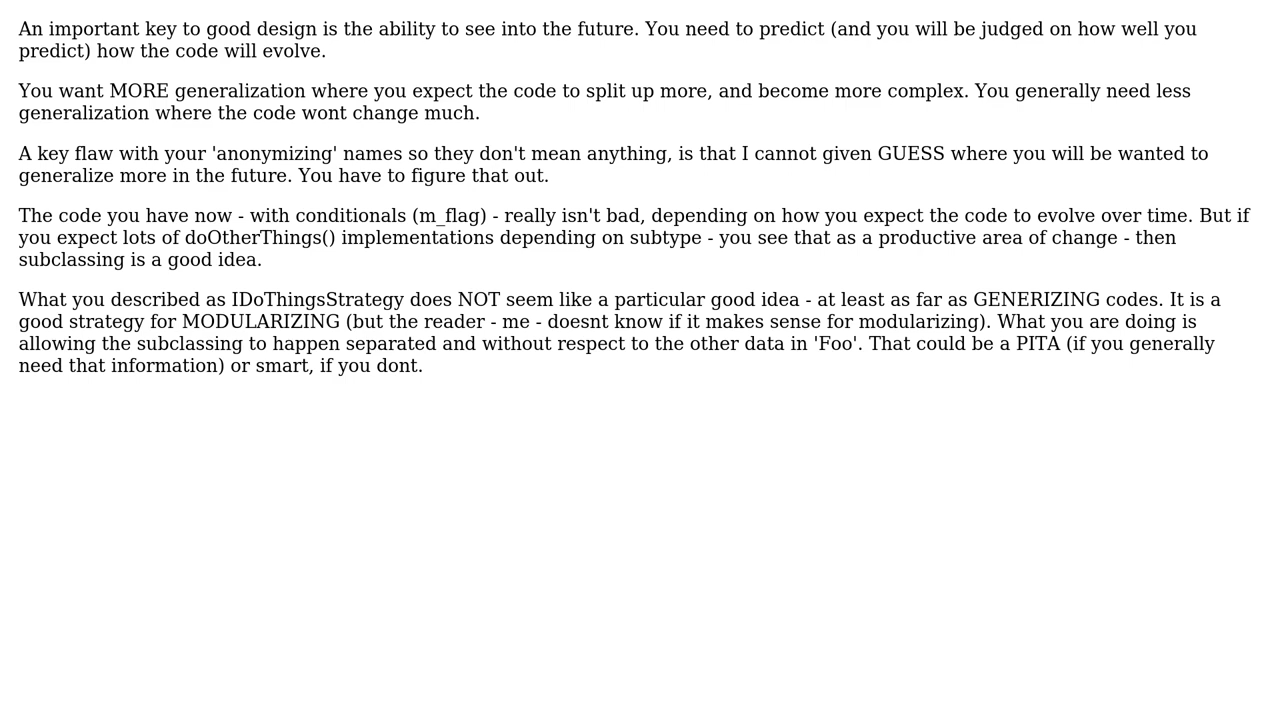 An important key to good design is the ability to see into the future. You need to predict (and you will be judged on how well you
predict) how the code will evolve.
You want MORE generalization where you expect the code to split up more, and become more complex. You generally need less
generalization where the code wont change much.
A key flaw with your 'anonymizing' names so they don't mean anything, is that I cannot given GUESS where you will be wanted to
generalize more in the future. You have to figure that out.
The code you have now - with conditionals (m_flag) - really isn't bad, depending on how you expect the code to evolve over time. But if
you expect lots of doOtherThings() implementations depending on subtype - you see that as a productive area of change - then
subclassing is a good idea.
What you described as IDoThingsStrategy does NOT seem like a particular good idea - at least as far as GENERIZING codes. It is a
good strategy for MODULARIZING (but the reader - me - doesnt know if it makes sense for modularizing). What you are doing is
allowing the subclassing to happen separated and without respect to the other data in 'Foo'. That could be a PITA (if you generally
need that information) or smart, if you dont.